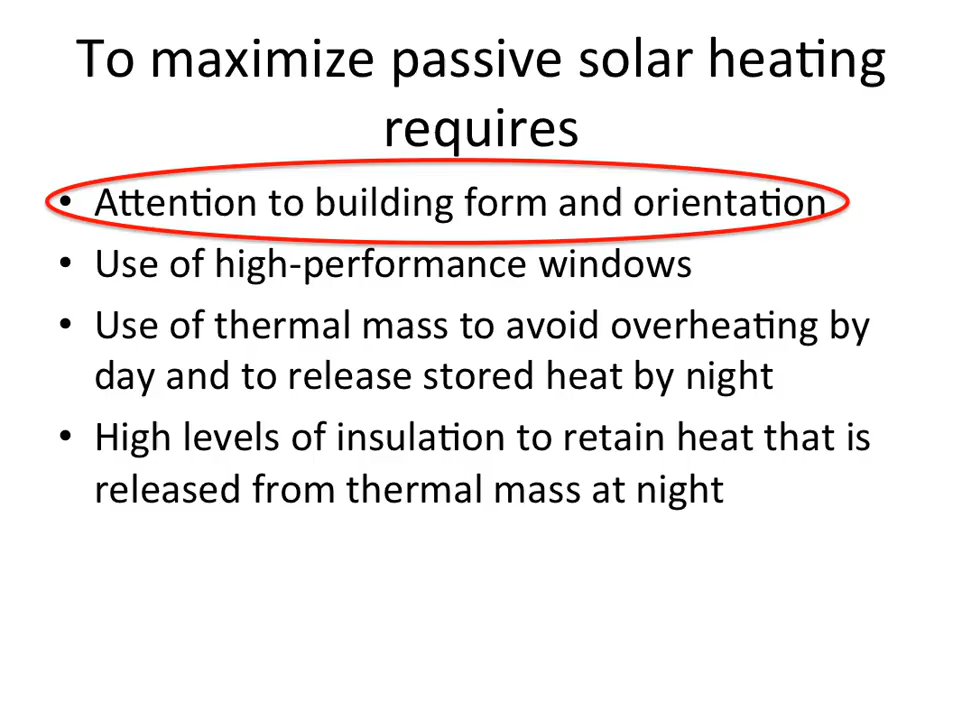 To maximize passive solar heating
requires
• Attention to building form and orientation
• Use of high-performance windows
• Use of thermal mass to avoid overheating by
day and to release stored heat by night
• High levels of insulation to retain heat that is
released from thermal mass at night